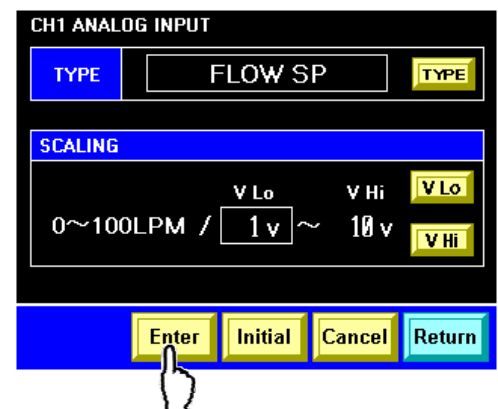 CH1 ANALOG INPUT
TYPE FLOW SP TYPE
SCALING
V Lo V Hi V Lo
0～100LPM / 1 v ～ 10 v V Hi
Enter Initial Cancel Return